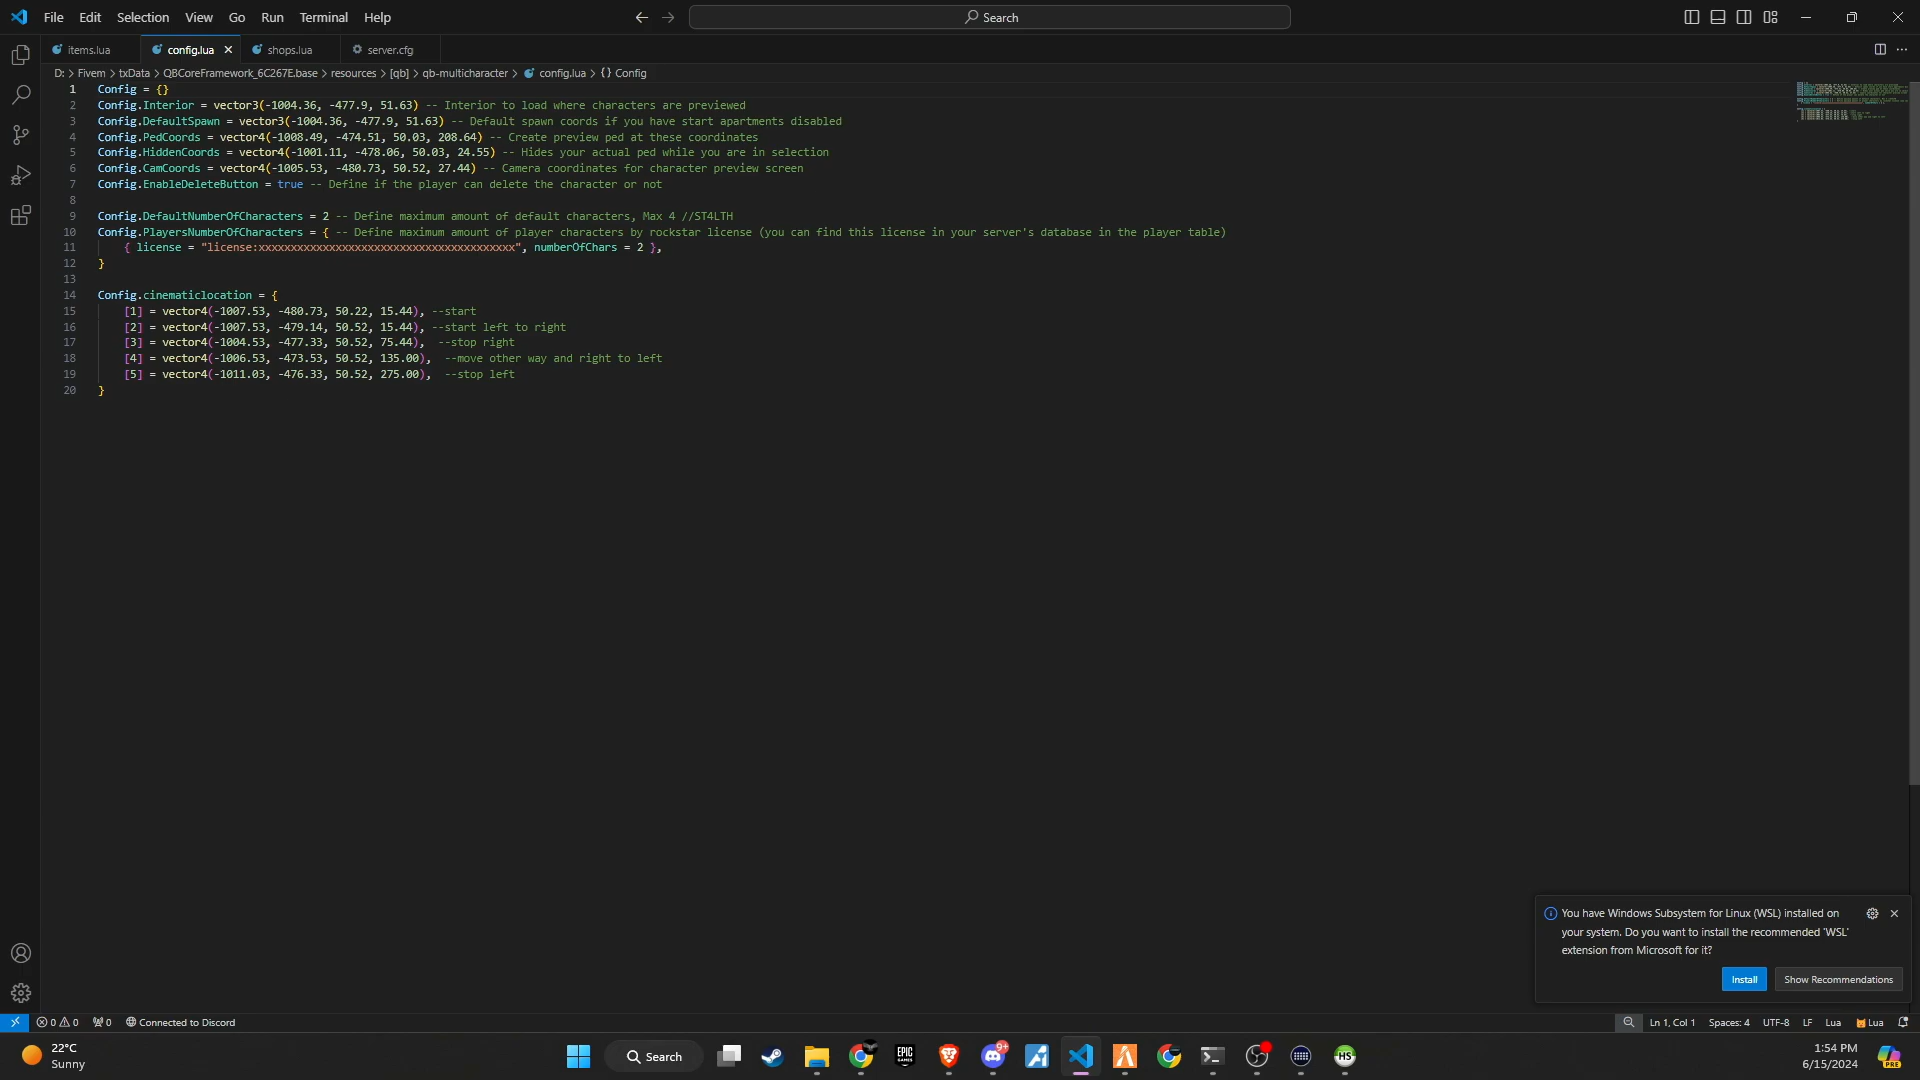 File Edit Selection View Go Run Terminal Help
Search
items.lua config.lua shops.lua server.cfg
D: > Fivem > txData > QBCoreFramework_6C267E.base > resources > [qb] > qb-multicharacter > config.lua > {} Config
1 Config = {}
2 Config.Interior = vector3(-1004.36, -477.9, 51.63) -- Interior to load where characters are previewed
3 Config.DefaultSpawn = vector3(-1004.36, -477.9, 51.63) -- Default spawn coords if you have start apartments disabled
4 Config.PedCoords = vector4(-1008.49, -474.51, 50.03, 208.64) -- Create preview ped at these coordinates
5 Config.HiddenCoords = vector4(-1001.11, -478.06, 50.03, 24.55) -- Hides your actual ped while you are in selection
6 Config.CamCoords = vector4(-1005.53, -480.73, 50.52, 27.44) -- Camera coordinates for character preview screen
7 Config.EnableDeleteButton = true -- Define if the player can delete the character or not
8
9 Config.DefaultNumberOfCharacters = 2 -- Define maximum amount of default characters, Max 4 //ST4LTH
10 Config.PlayersNumberOfCharacters = { -- Define maximum amount of player characters by rockstar license (you can find this license in your server's database in the player table)
11 { license = "license:xxxxxxxxxxxxxxxxxxxxxxxxxxxxxxxxxxxxxxxx", numberOfChars = 2 },
12 }
13
14 Config.cinematiclocation = {
15 [1] = vector4(-1007.53, -480.73, 50.22, 15.44), --start
16 [2] = vector4(-1007.53, -479.14, 50.52, 15.44), --start left to right
17 [3] = vector4(-1004.53, -477.33, 50.52, 75.44), --stop right
18 [4] = vector4(-1006.53, -473.53, 50.52, 135.00), --move other way and right to left
19 [5] = vector4(-1011.03, -476.33, 50.52, 275.00), --stop left
20 }
You have Windows Subsystem for Linux (WSL) installed on
your system. Do you want to install the recommended 'WSL'
extension from Microsoft for it?
Install Show Recommendations
0 0 0 Connected to Discord Ln 1, Col 1 Spaces: 4 UTF-8 LF Lua Lua
22°C
Sunny
Search
EPIC GAMES
9+
HS
1:54 PM
6/15/2024
PRE